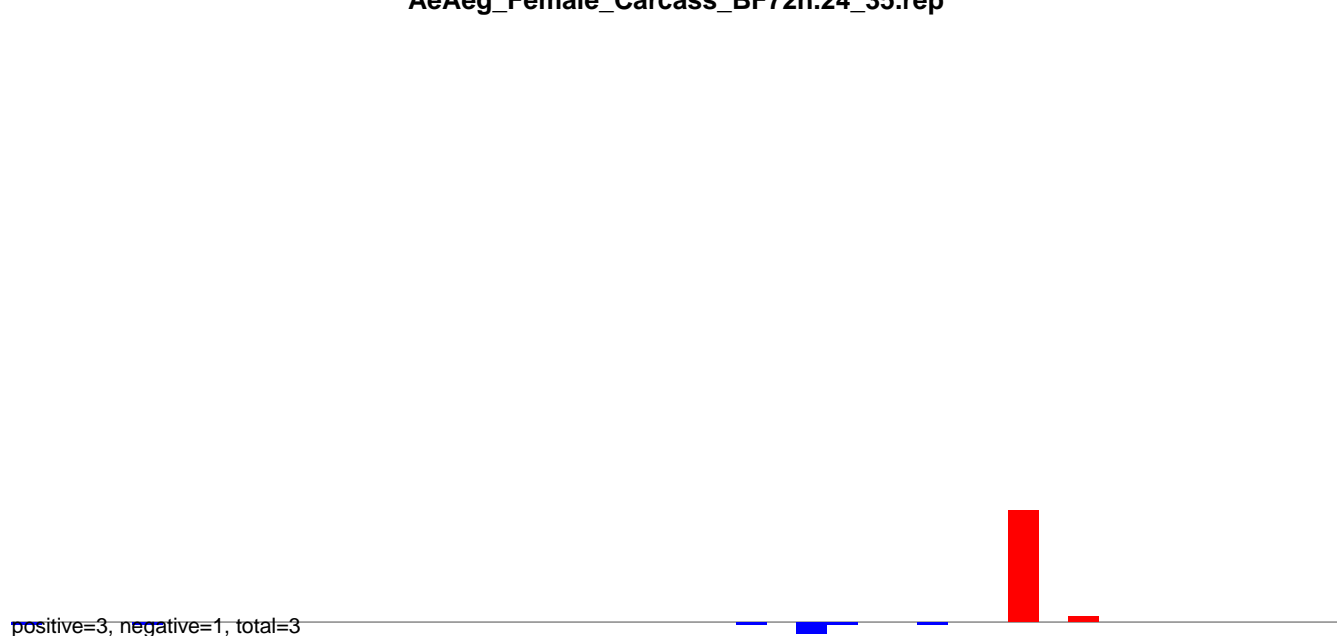 AeAeg_Female_Carcass_BF72h.24_35.rep
positive=3, negative=1, total=3